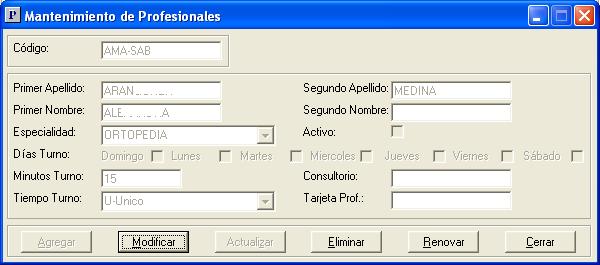 P Mantenimiento de Profesionales
Código: AMA-SAB
Primer Apellido: Segundo Apellido: MEDINA
Primer Nombre: Segundo Nombre:
Especialidad: ORTOPEDIA Activo:
Días Turno: Domingo Lunes Martes Miercoles Jueves Viernes Sábado
Minutos Turno: 15 Consultorio:
Tiempo Turno: U-Unico Tarjeta Prof.:
Agregar Modificar Actualizar Eliminar Renovar Cerrar